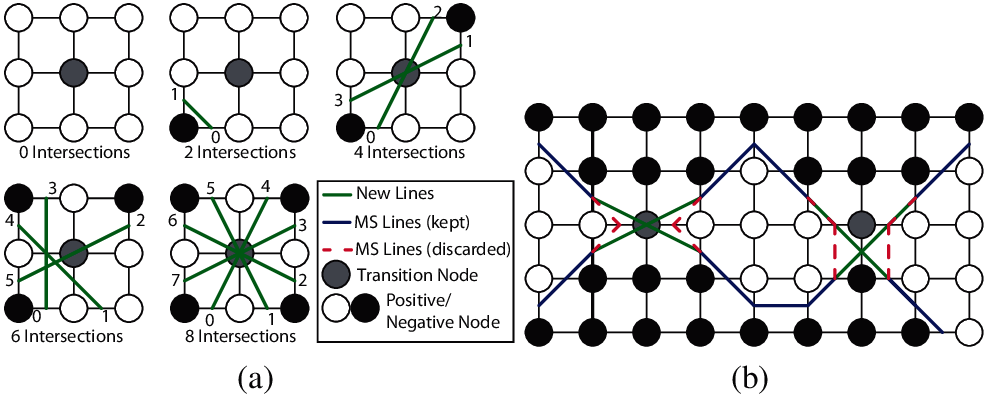 2
1
3
0
0 Intersections
1
0
2 Intersections
4 Intersections
3
4
2
5
0
1
6 Intersections
5
4
6
3
7
2
0
1
8 Intersections
New Lines
MS Lines (kept)
MS Lines (discarded)
Transition Node
Positive/
Negative Node
(a)
(b)